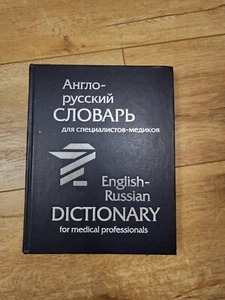 Англо-
русский
СЛОВАРЬ
для специалистов-медиков
English-
Russian
DICTIONARY
for medical professionals